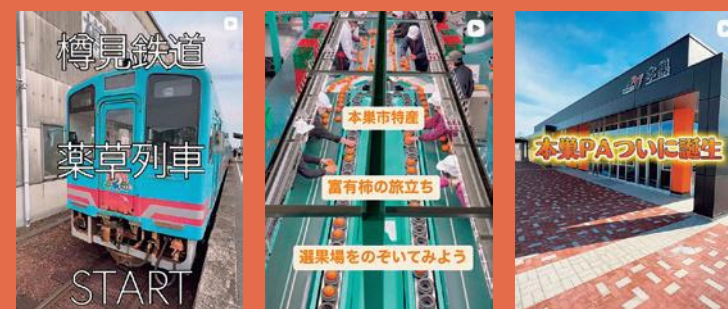 樽見鉄道
薬草列車
START
本巣市特産
富有柿の旅立ち
選果場をのぞいてみよう
本巣PAついに誕生